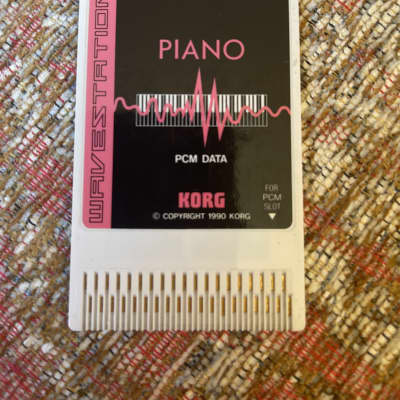 WAVESTATION
PIANO
PCM DATA
KORG
FOR
PCM
SLOT
© COPYRIGHT 1990 KORG